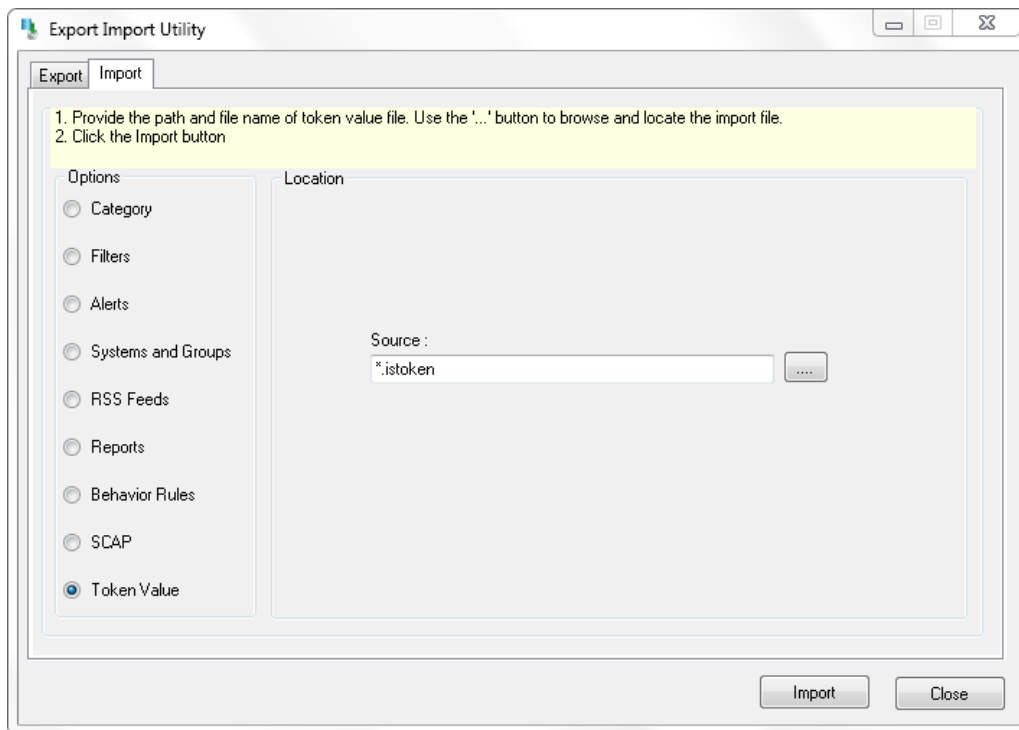 Export Import Utility
Export Import
1. Provide the path and file name of token value file. Use the '...' button to browse and locate the import file.
2. Click the Import button
Options
Location
Category
Filters
Alerts
Systems and Groups
RSS Feeds
Reports
Behavior Rules
SCAP
Token Value
Source :
*.istoken
....
Import Close